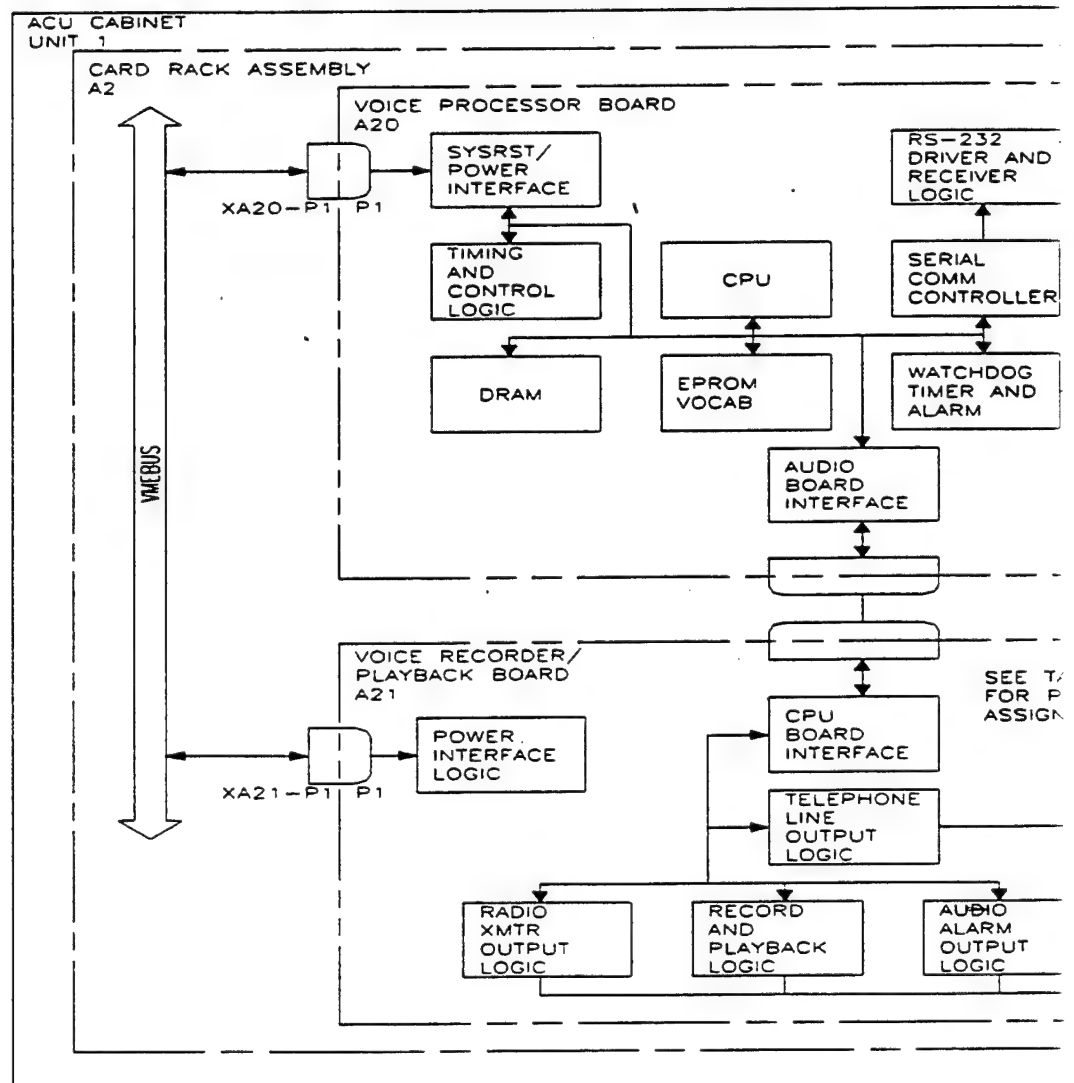 ACU CABINET
UNIT 1
CARD RACK ASSEMBLY
A2
VOICE PROCESSOR BOARD
A20
SYSRST/
POWER
INTERFACE
RS-232
DRIVER AND
RECEIVER
LOGIC
XA20-P1 P1
TIMING
AND
CONTROL
LOGIC
CPU
SERIAL
COMM
CONTROLLER
DRAM
EPROM
VOCAB
WATCHDOG
TIMER AND
ALARM
VMEBUS
AUDIO
BOARD
INTERFACE
VOICE RECORDER/
PLAYBACK BOARD
A21
SEE
FOR
CPU
BOARD
INTERFACE
POWER
INTERFACE
LOGIC
XA21-P1 P1
TELEPHONE
LINE
OUTPUT
LOGIC
RADIO
XMTR
OUTPUT
LOGIC
RECORD
AND
PLAYBACK
LOGIC
AUDIO
ALARM
OUTPUT
LOGIC